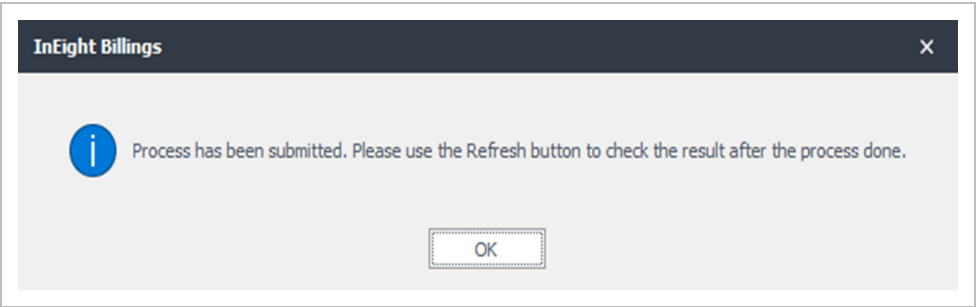 InEight Billings
Process has been submitted. Please use the Refresh button to check the result after the process done.
OK